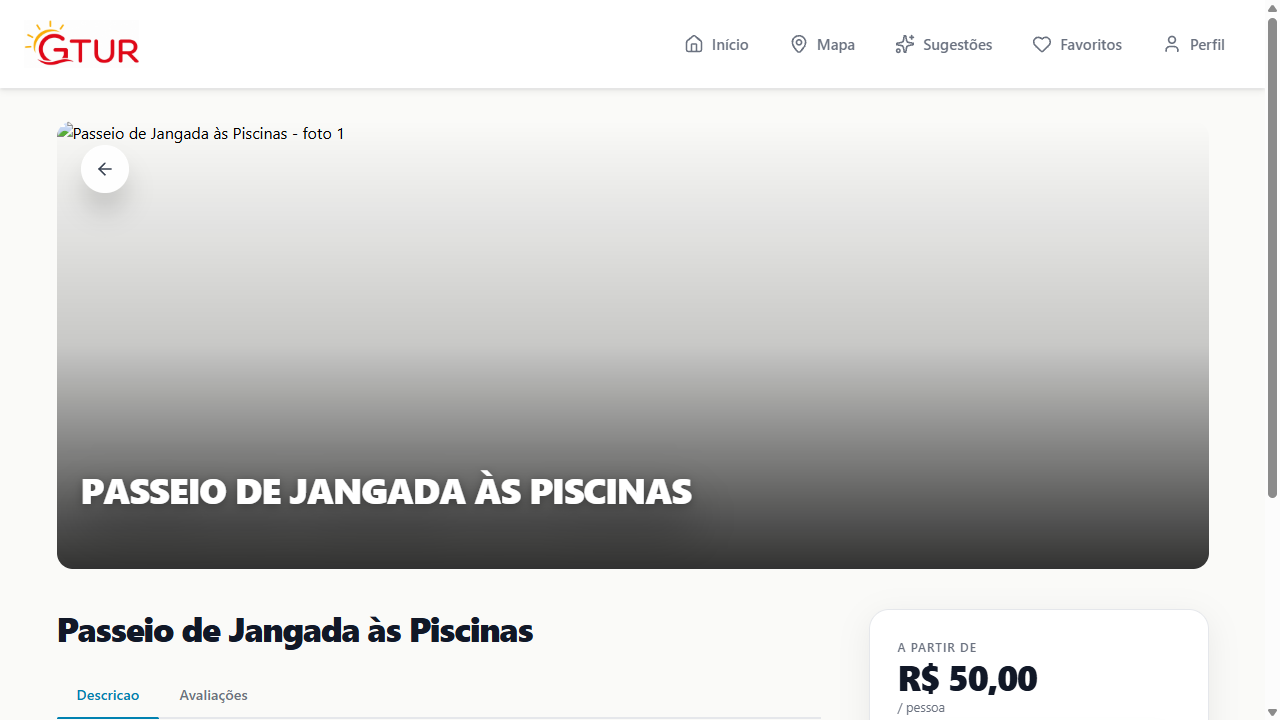 GTUR
Início
Mapa
Sugestões
Favoritos
Perfil
Passeio de Jangada às Piscinas - foto 1
PASSEIO DE JANGADA ÀS PISCINAS
Passeio de Jangada às Piscinas
Descricao
Avaliações
A PARTIR DE
R$ 50,00
/ pessoa